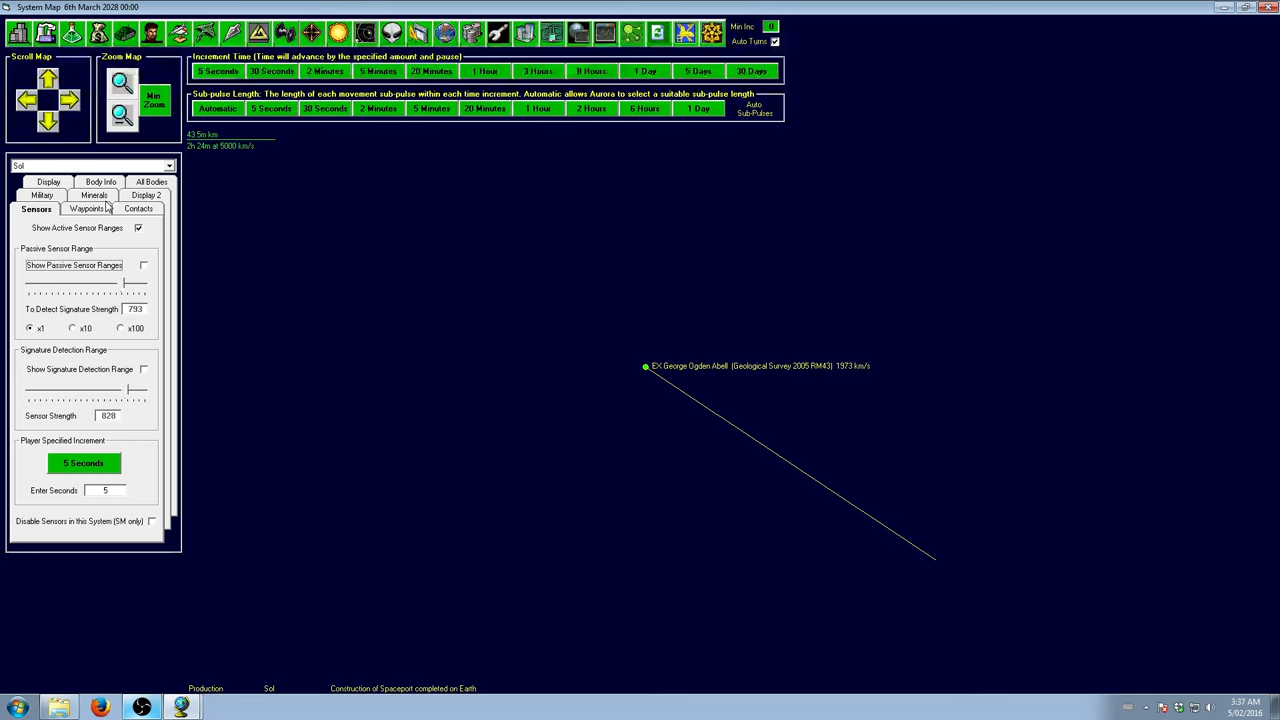 System Map 6th March 2028 00:00
Min Inc 0
Auto Turns
Scroll Map
Zoom Map
Min Zoom
Increment Time (Time will advance by the specified amount and pause)
5 Seconds 30 Seconds 2 Minutes 5 Minutes 20 Minutes 1 Hour 3 Hours 8 Hours 1 Day 5 Days 30 Days
Sub-pulse Length: The length of each movement sub-pulse within each time increment. Automatic allows Aurora to select a suitable sub-pulse length
Automatic 5 Seconds 30 Seconds 2 Minutes 5 Minutes 20 Minutes 1 Hour 2 Hours 6 Hours 1 Day Auto Sub-Pulses
43.5m km
2h 24m at 5000 km/s
Sol
Display Body Info All Bodies
Military Minerals Display 2
Sensors Waypoints Contacts
Show Active Sensor Ranges
Passive Sensor Range
Show Passive Sensor Ranges
To Detect Signature Strength 793
x1 x10 x100
Signature Detection Range
Show Signature Detection Range
Sensor Strength 828
Player Specified Increment
5 Seconds
Enter Seconds 5
Disable Sensors in this System (SM only)
EX George Ogden Abell (Geological Survey 2005 RM43) 1973 km/s
Production Sol Construction of Spaceport completed on Earth
3:37 AM
5/02/2016